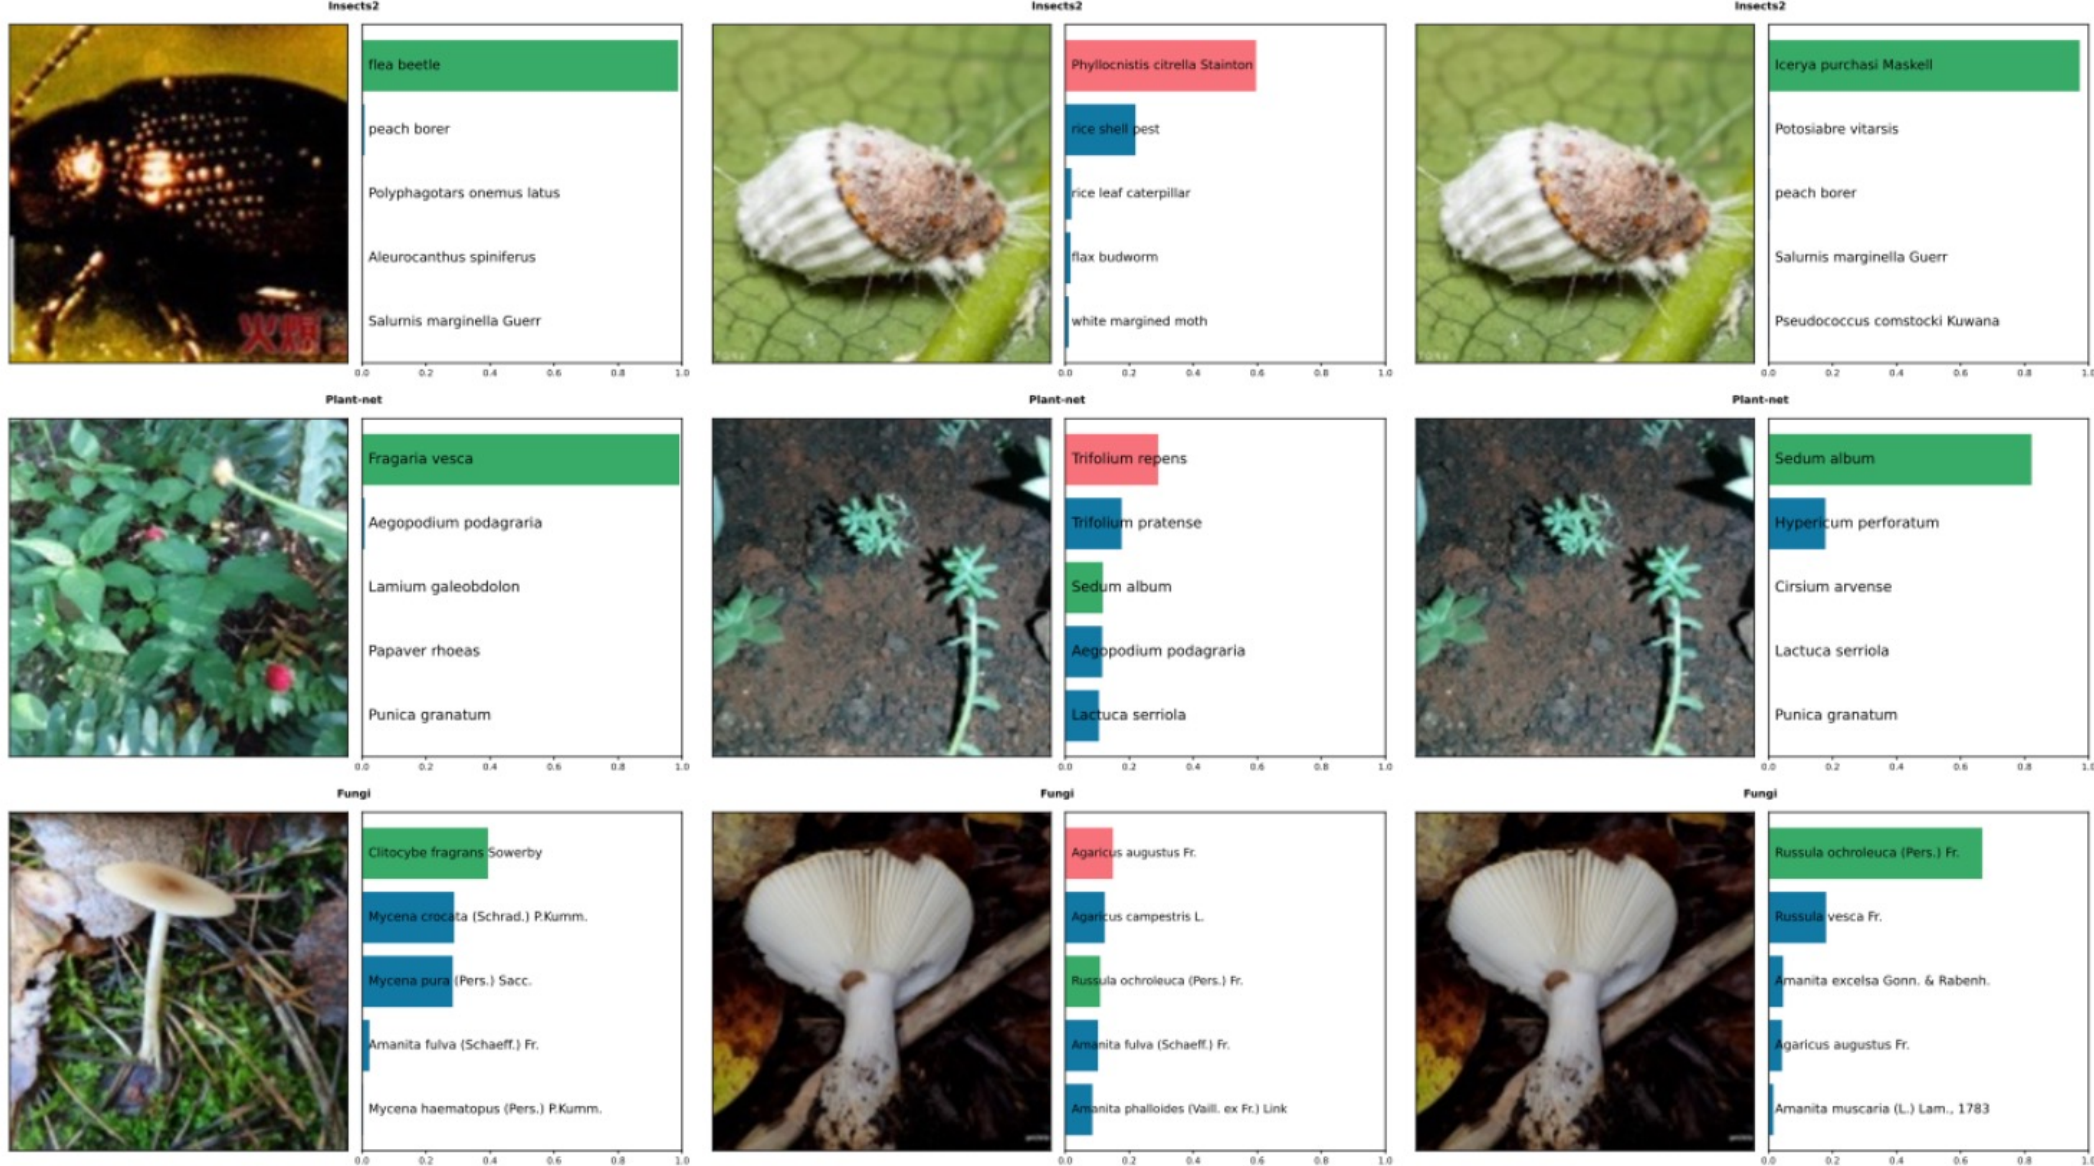 Insects2
flea beetle
peach borer
Polyphagotars onemus latus
Aleurocanthus spiniferus
Salurnis marginella Guerr
火爆
0.0 0.2 0.4 0.6 0.8 1.0
Insects2
Phyllocnistis citrella Stainton
rice shell pest
rice leaf caterpillar
flax budworm
white margined moth
0.0 0.2 0.4 0.6 0.8 1.0
Insects2
Icerya purchasi Maskell
Potosiabre vitarsis
peach borer
Salurnis marginella Guerr
Pseudococcus comstocki Kuwana
0.0 0.2 0.4 0.6 0.8 1.0
Plant-net
Fragaria vesca
Aegopodium podagraria
Lamium galeobdolon
Papaver rhoeas
Punica granatum
0.0 0.2 0.4 0.6 0.8 1.0
Plant-net
Trifolium repens
Trifolium pratense
Sedum album
Aegopodium podagraria
Lactuca serriola
0.0 0.2 0.4 0.6 0.8 1.0
Plant-net
Sedum album
Hypericum perforatum
Cirsium arvense
Lactuca serriola
Punica granatum
0.0 0.2 0.4 0.6 0.8 1.0
Fungi
Clitocybe fragrans Sowerby
Mycena crocata (Schrad.) P.Kumm.
Mycena pura (Pers.) Sacc.
Amanita fulva (Schaeff.) Fr.
Mycena haematopus (Pers.) P.Kumm.
0.0 0.2 0.4 0.6 0.8 1.0
Fungi
Agaricus augustus Fr.
Agaricus campestris L.
Russula ochroleuca (Pers.) Fr.
Amanita fulva (Schaeff.) Fr.
Amanita phalloides (Vaill. ex Fr.) Link
0.0 0.2 0.4 0.6 0.8 1.0
Fungi
Russula ochroleuca (Pers.) Fr.
Russula vesca Fr.
Amanita excelsa Gonn. & Rabenh.
Agaricus augustus Fr.
Amanita muscaria (L.) Lam., 1783
0.0 0.2 0.4 0.6 0.8 1.0